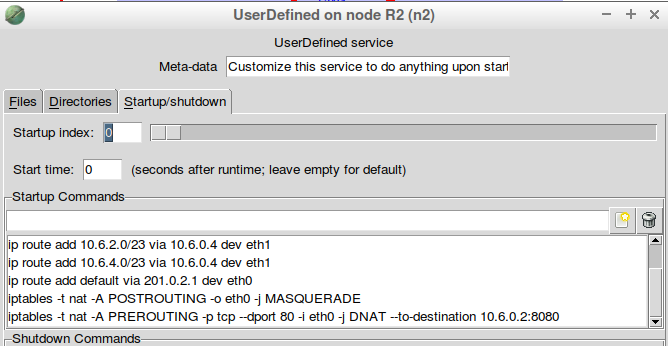 UserDefined on node R2 (n2)
UserDefined service
Meta-data Customize this service to do anything upon start
Files Directories Startup/shutdown
Startup index: 0
Start time: 0 (seconds after runtime; leave empty for default)
Startup Commands
ip route add 10.6.2.0/23 via 10.6.0.4 dev eth1
ip route add 10.6.4.0/23 via 10.6.0.4 dev eth1
ip route add default via 201.0.2.1 dev eth0
iptables -t nat -A POSTROUTING -o eth0 -j MASQUERADE
iptables -t nat -A PREROUTING -p tcp --dport 80 -i eth0 -j DNAT --to-destination 10.6.0.2:8080
Shutdown Commands